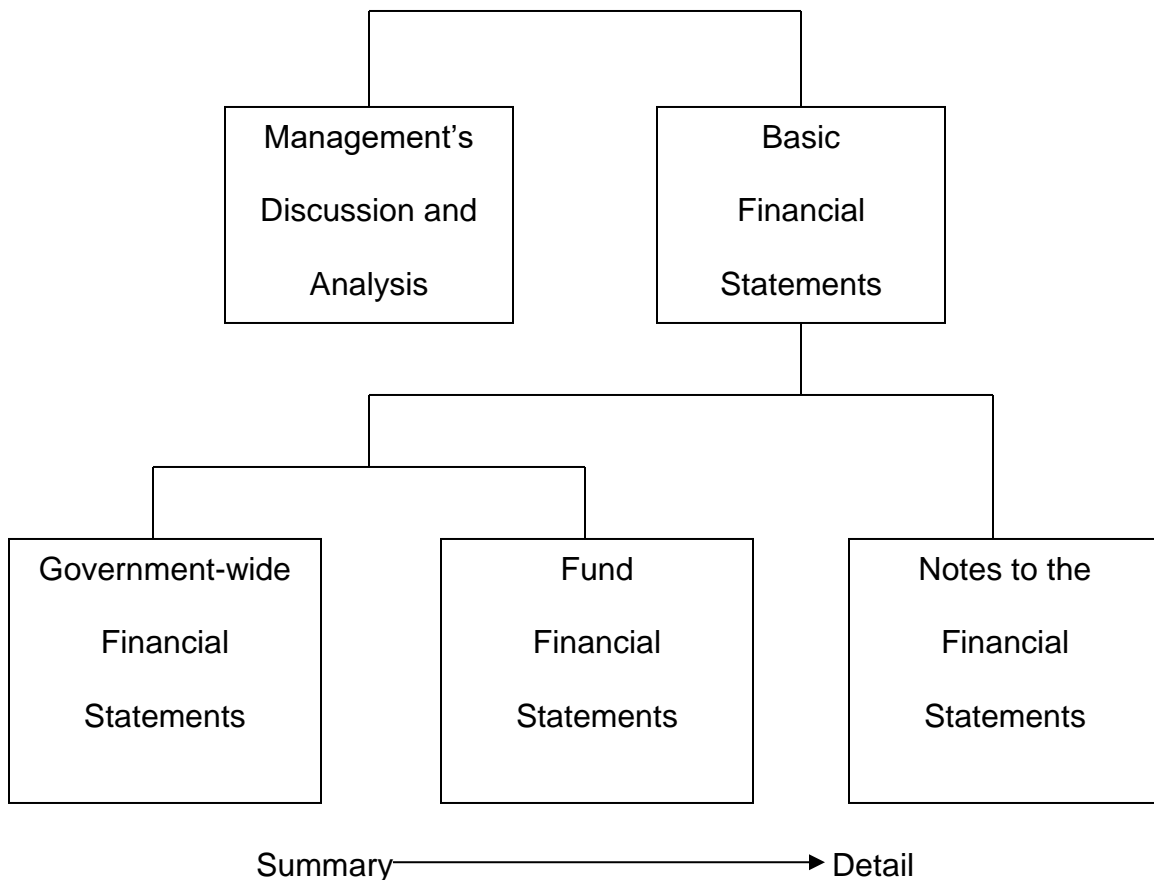 Management’s
Discussion and
Analysis
Basic
Financial
Statements
Government-wide
Financial
Statements
Fund
Financial
Statements
Notes to the
Financial
Statements
Summary
Detail